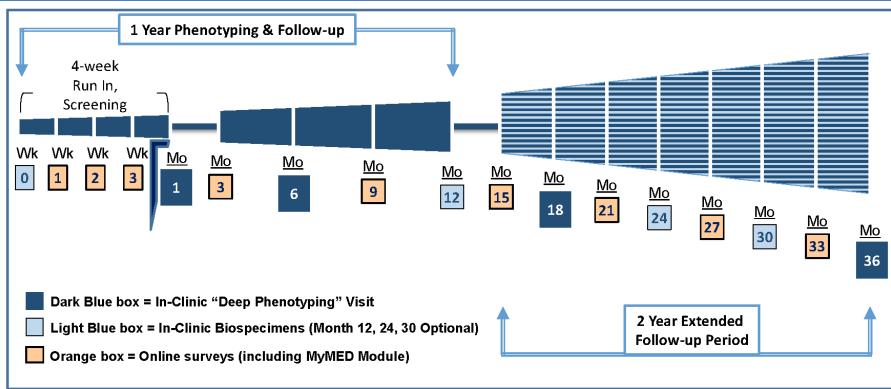 1 Year Phenotyping & Follow-up
4-week
Run In,
Screening
Wk Wk Wk Wk Mo Mo Mo Mo Mo Mo Mo Mo Mo Mo Mo Mo Mo
0 1 2 3 1 3 6 9 12 15 18 21 24 27 30 33 36
Dark Blue box = In-Clinic “Deep Phenotyping” Visit
Light Blue box = In-Clinic Biospecimens (Month 12, 24, 30 Optional)
Orange box = Online surveys (including MyMED Module)
2 Year Extended
Follow-up Period